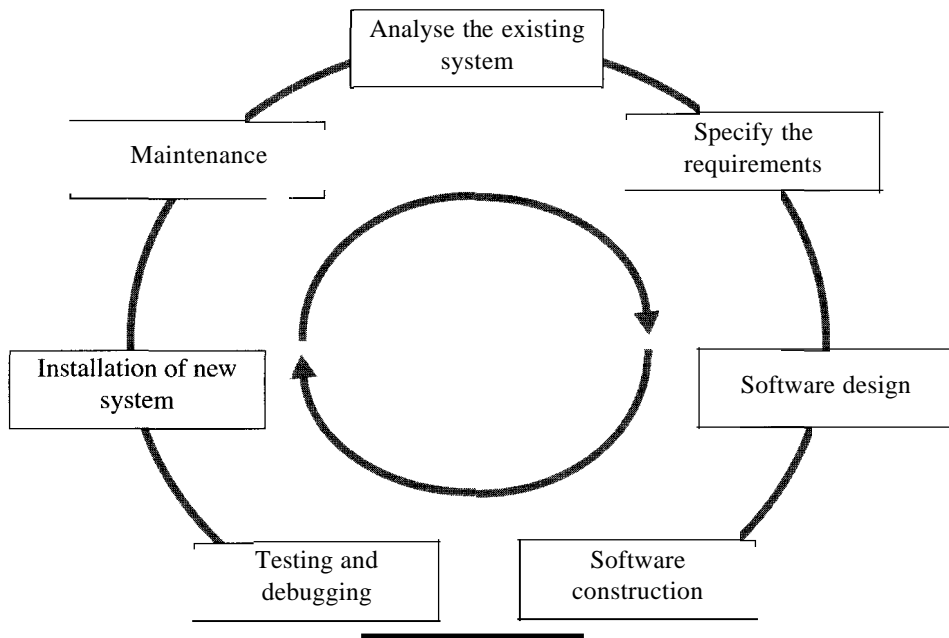 Analyse the existing
system
Specify the
requirements
Software design
Software
construction
Testing and
debugging
Installation of new
system
Maintenance